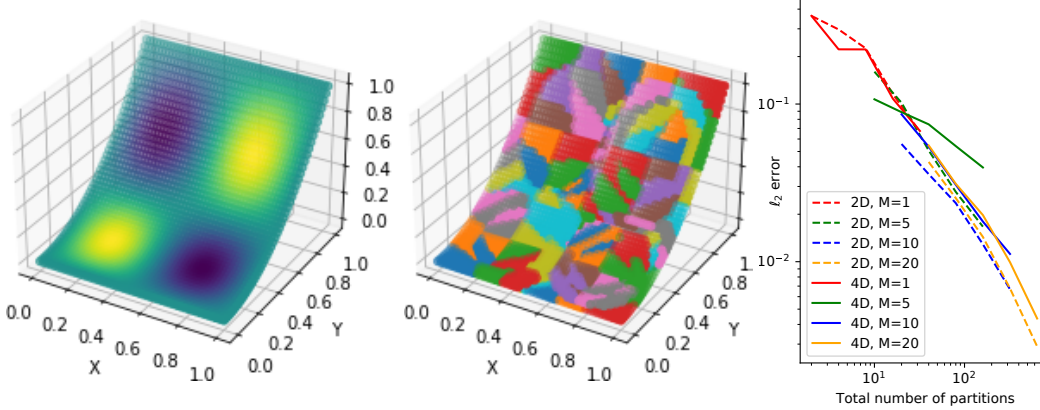 1.0
0.8
0.6
0.4
0.2
0.0
1.0
0.8
0.6
0.4
0.2
0.0
Y
0.0
0.2
0.4
0.6
0.8
1.0
X
1.0
0.8
0.6
0.4
0.2
0.0
1.
0.8
0.6
0.4
0.2
0.0
Y
0.0
0.2
0.4
0.6
0.8
1.0
X
10⁻¹
10⁻²
ℓ₂ error
2D, M=1
2D, M=5
2D, M=10
2D, M=20
4D, M=1
4D, M=5
4D, M=10
4D, M=20
10¹
10²
Total number of partitions